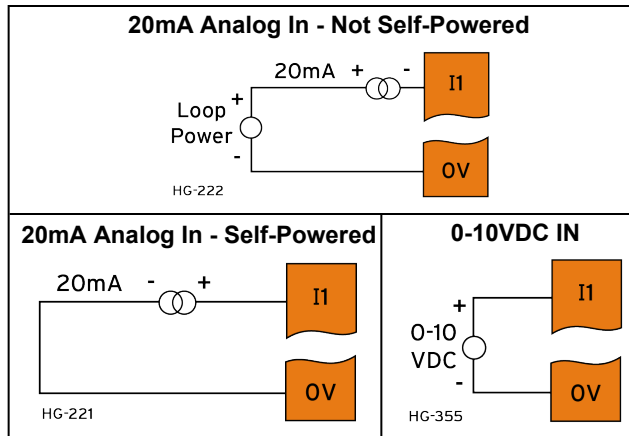 20mA Analog In - Not Self-Powered
20mA + -
I1
+
Loop
Power
-
0V
HG-222
20mA Analog In - Self-Powered
20mA - +
I1
0V
HG-221
0-10VDC IN
+
I1
0-10
VDC
-
0V
HG-355